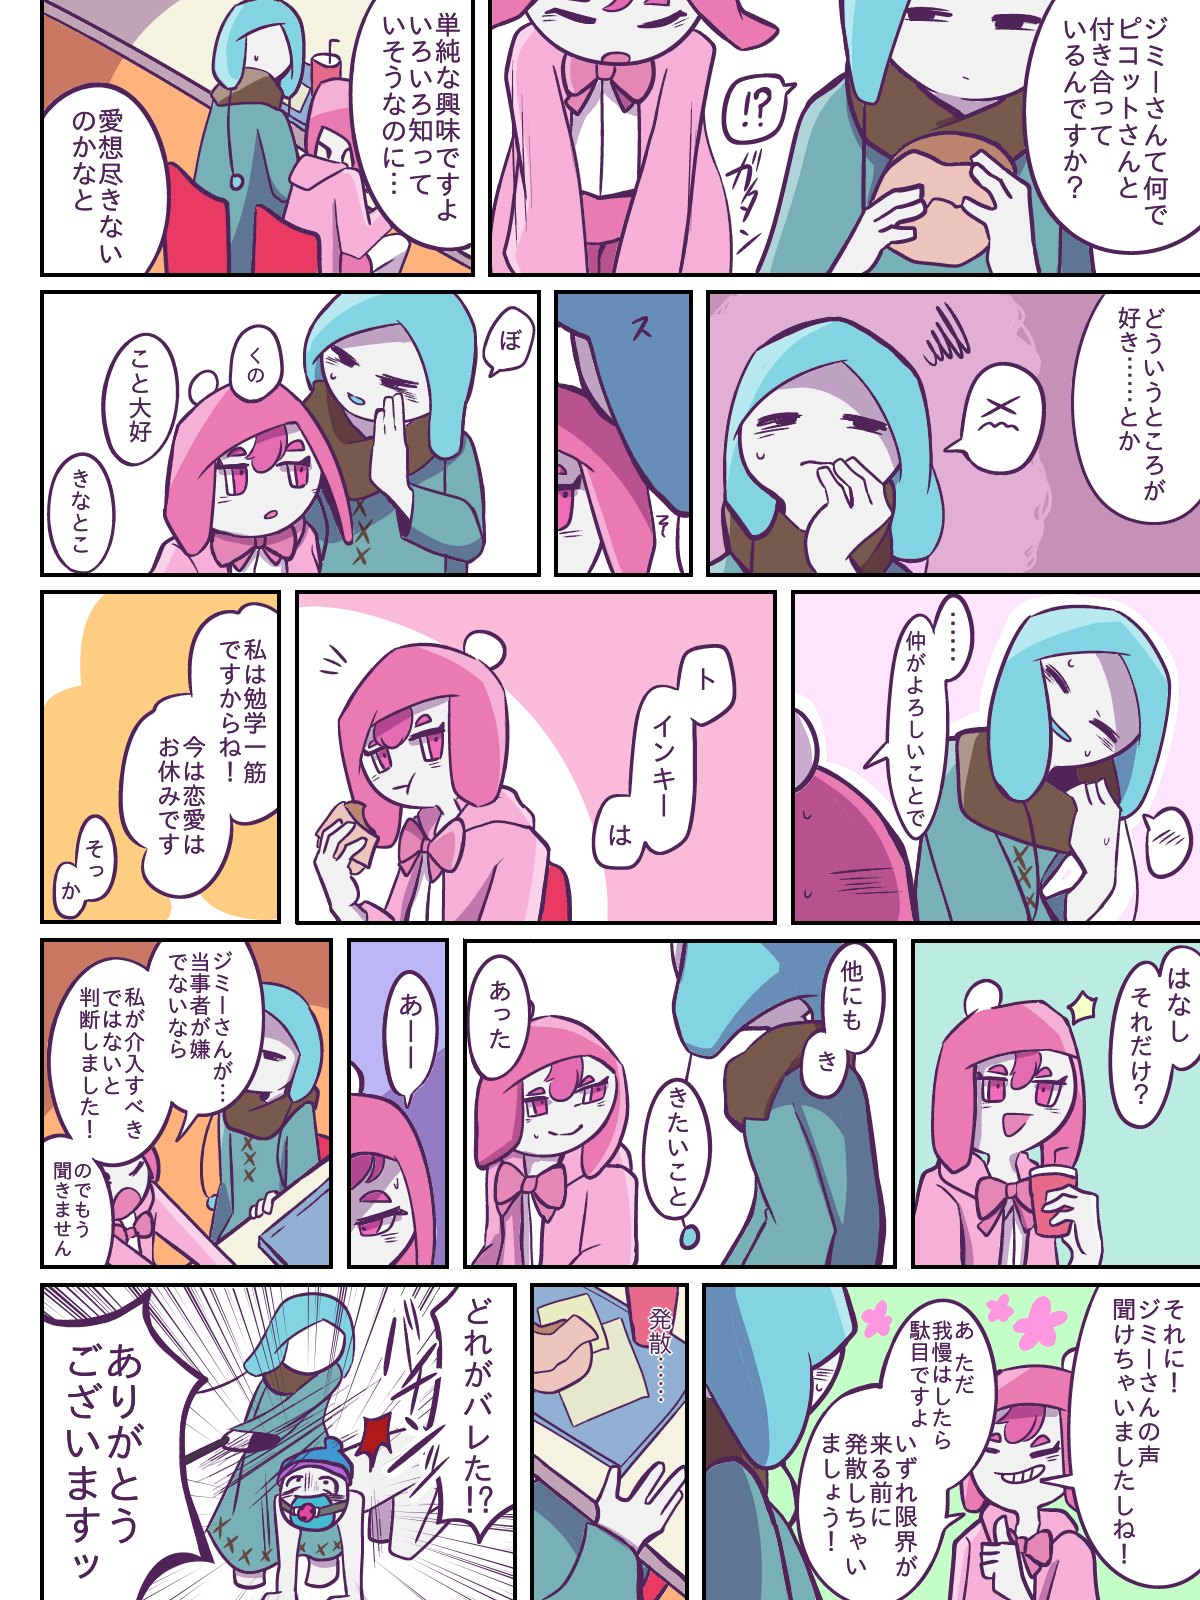 ジミーさんて何で
ピコットさんと
付き合って
いるんですか？
!?
ガタン
単純な興味ですよ
いろいろ知って
いそうなのに…
愛想尽きない
のかなと
どういうところが
好き……とか
ス
ぼ
くの
こと大好
きなとこ
……
仲がよろしいことで
ト
インキー
は
私は勉学一筋
ですからね！
今は恋愛は
お休みです
そっ
か
はなし
それだけ？
他にも
き
きたいこと
あった
あーー
ジミーさんが…
当事者が嫌
でないなら
私が介入すべき
ではないと
判断しました！
のでもう
聞きません
それに！
ジミーさんの声
聞けちゃいましたしね！
あ ただ
我慢はしたら
駄目ですよ
いずれ限界が
来る前に
発散しちゃい
ましょう！
発散……
どれがバレた!?
ありがとう
ございますッ